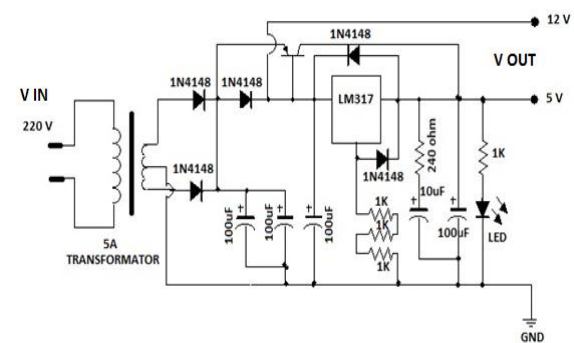 12 V
1N4148
V OUT
1N4148
1N4148
V IN
LM317
5 V
220 V
240 ohm
1K
1N4148
1N4148
10uF
1K
+
+
+
+
+
100uF
100uF
100uF
1K
100uF
LED
5A
TRANSFORMATOR
1K
GND